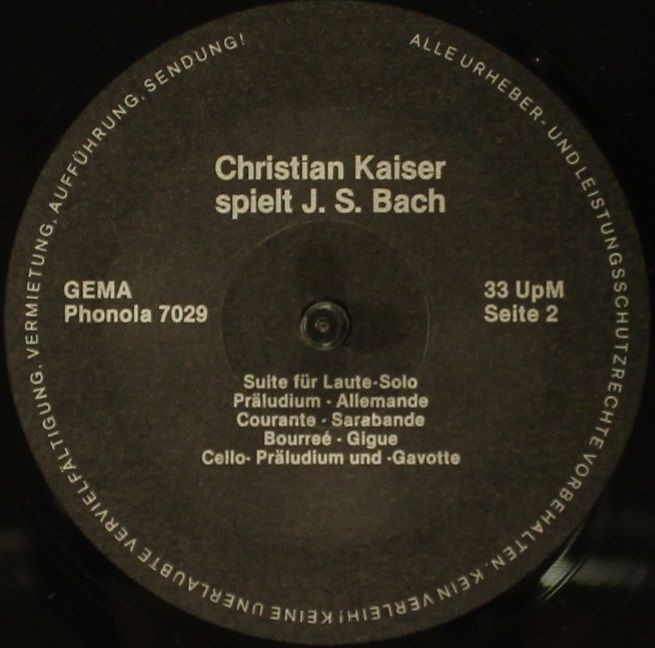 ALLE URHEBER- UND LEISTUNGSSCHUTZRECHTE VORBEHALTEN. KEIN VERLEIH! KEINE UNERLAUBTE VERVIELFÄLTIGUNG, VERMIETUNG, AUFFÜHRUNG, SENDUNG!
Christian Kaiser
spielt J. S. Bach
GEMA
Phonola 7029
33 UpM
Seite 2
Suite für Laute-Solo
Präludium - Allemande
Courante - Sarabande
Bourreé - Gigue
Cello- Präludium und -Gavotte